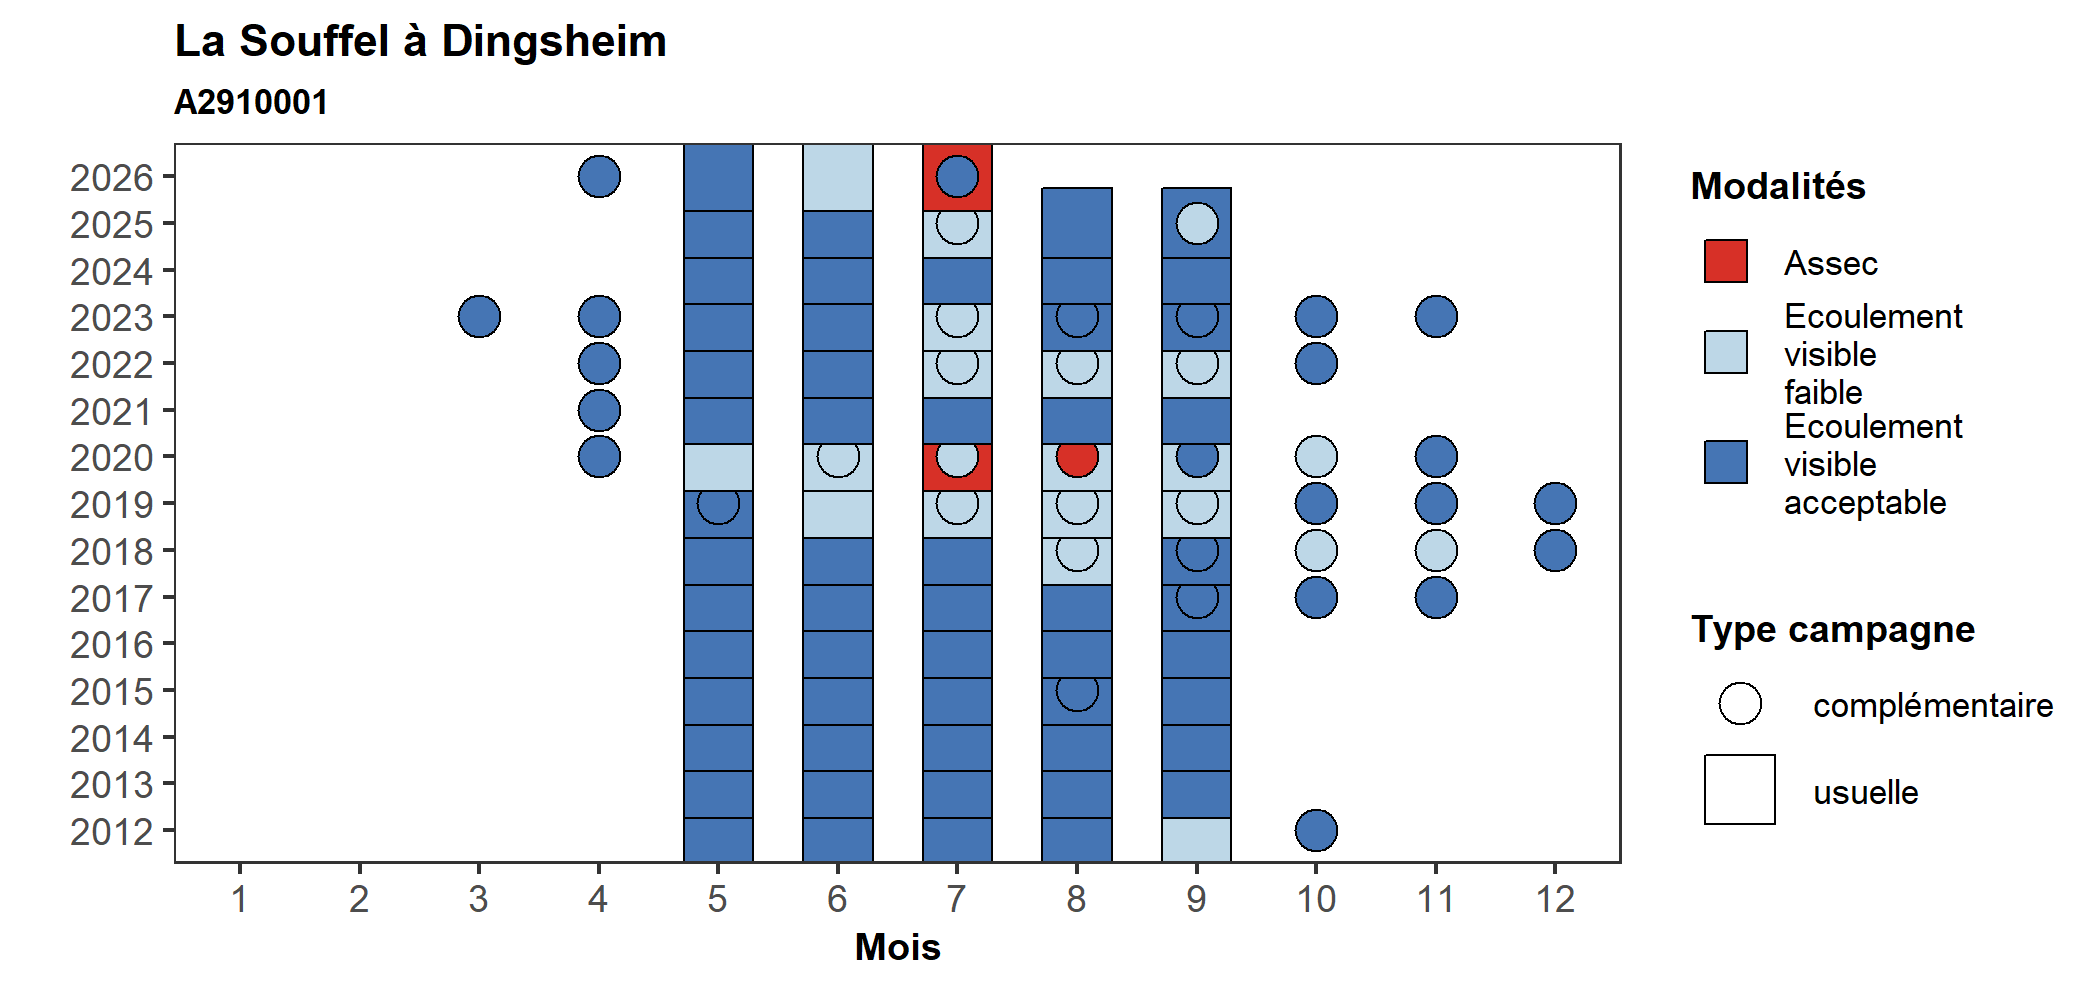 La Souffel à Dingsheim
A2910001
2026
2025
2024
2023
2022
2021
2020
2019
2018
2017
2016
2015
2014
2013
2012
1 2 3 4 5 6 7 8 9 10 11 12
Mois
Modalités
Assec
Ecoulement
visible
faible
Ecoulement
visible
acceptable
Type campagne
complémentaire
usuelle